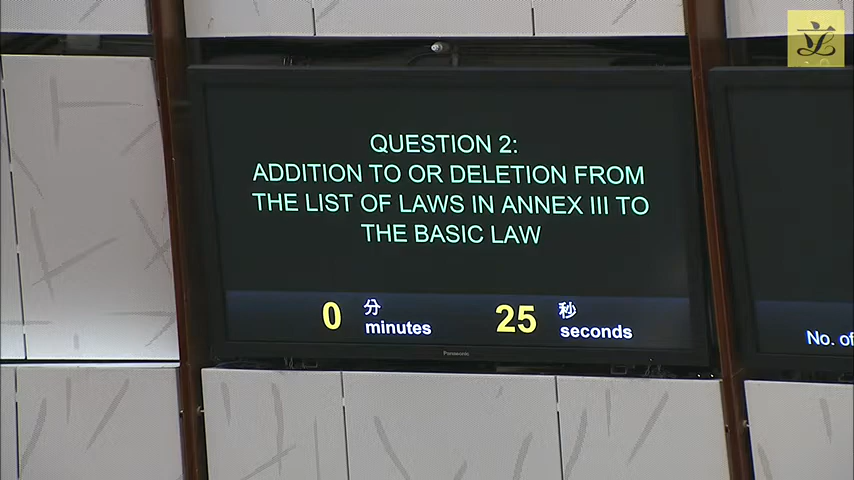 QUESTION 2:
ADDITION TO OR DELETION FROM
THE LIST OF LAWS IN ANNEX III TO
THE BASIC LAW
0 分 minutes 25 秒 seconds
Panasonic
No. of